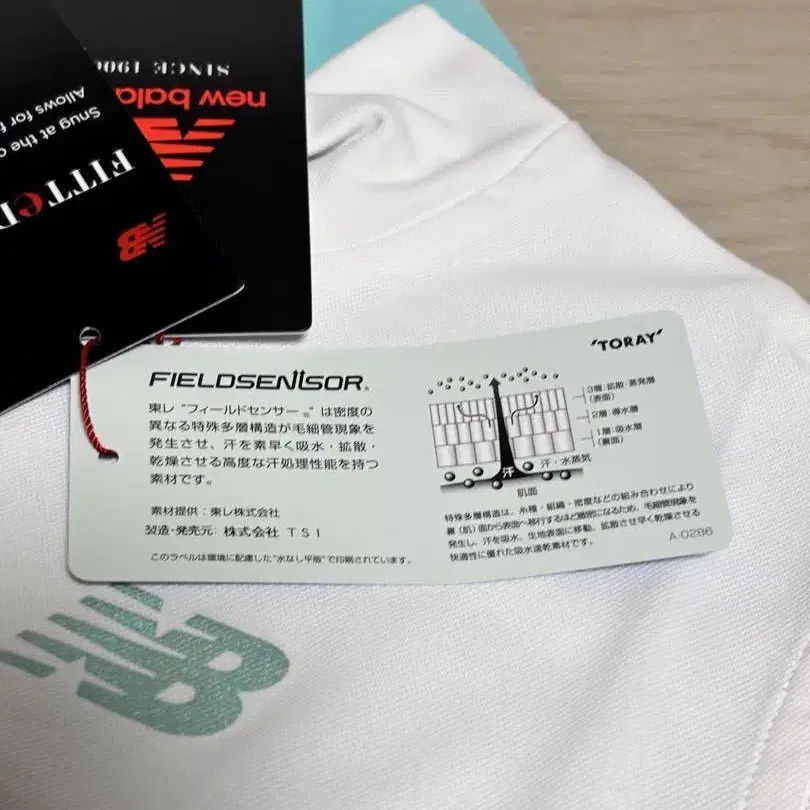 Snug at the
Allows for
FITTED
NB
SINCE 1906
new bala
'TORAY'
FIELDSENSOR®
東レ "フィールドセンサー®" は密度の
異なる特殊多層構造が毛細管現象を
発生させ、汗を素早く吸水・拡散・
乾燥させる高度な汗処理性能を持つ
素材です。
素材提供：東レ株式会社
製造・発売元：株式会社 TSI
このラベルは環境に配慮した"水なし平版"で印刷されています。
3層：拡散・蒸発層
(表面)
2層：導水層
1層：吸水層
(裏面)
汗
汗・水蒸気
肌面
特殊多層構造は、糸種・組織・密度などの組み合わせにより
裏(肌)面から表面へ移行するほど緻密になるため、毛細管現象を
発生し、汗を吸水、生地表面に移動、拡散させ早く乾燥させる
快適性に優れた吸水速乾素材です。
A-0286
NB